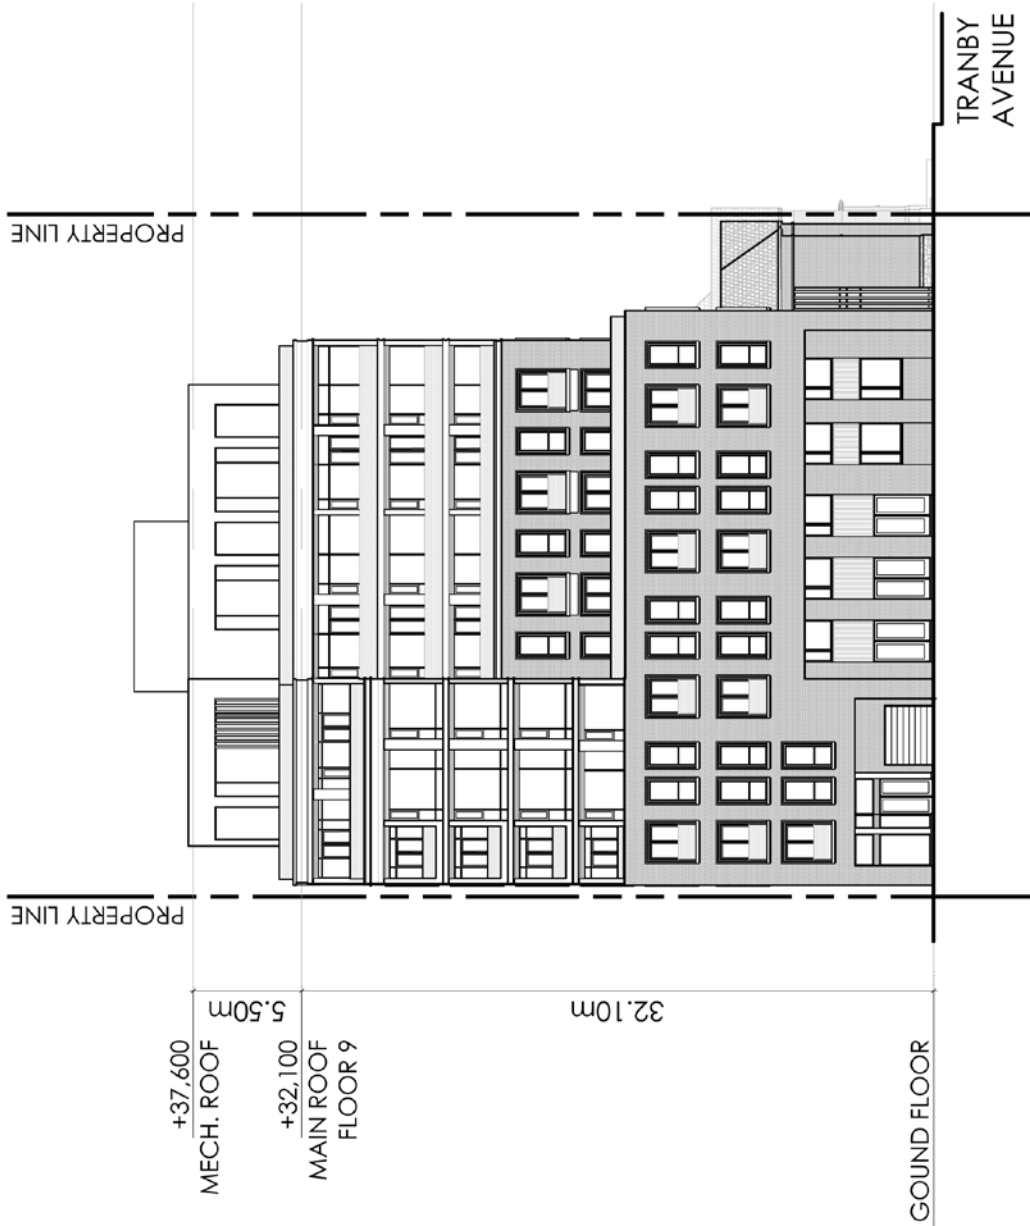 TRANBY
AVENUE
PROPERTY LINE
PROPERTY LINE
5.50m
32.10m
+37,600
MECH. ROOF
+32,100
MAIN ROOF
FLOOR 9
GOUND FLOOR